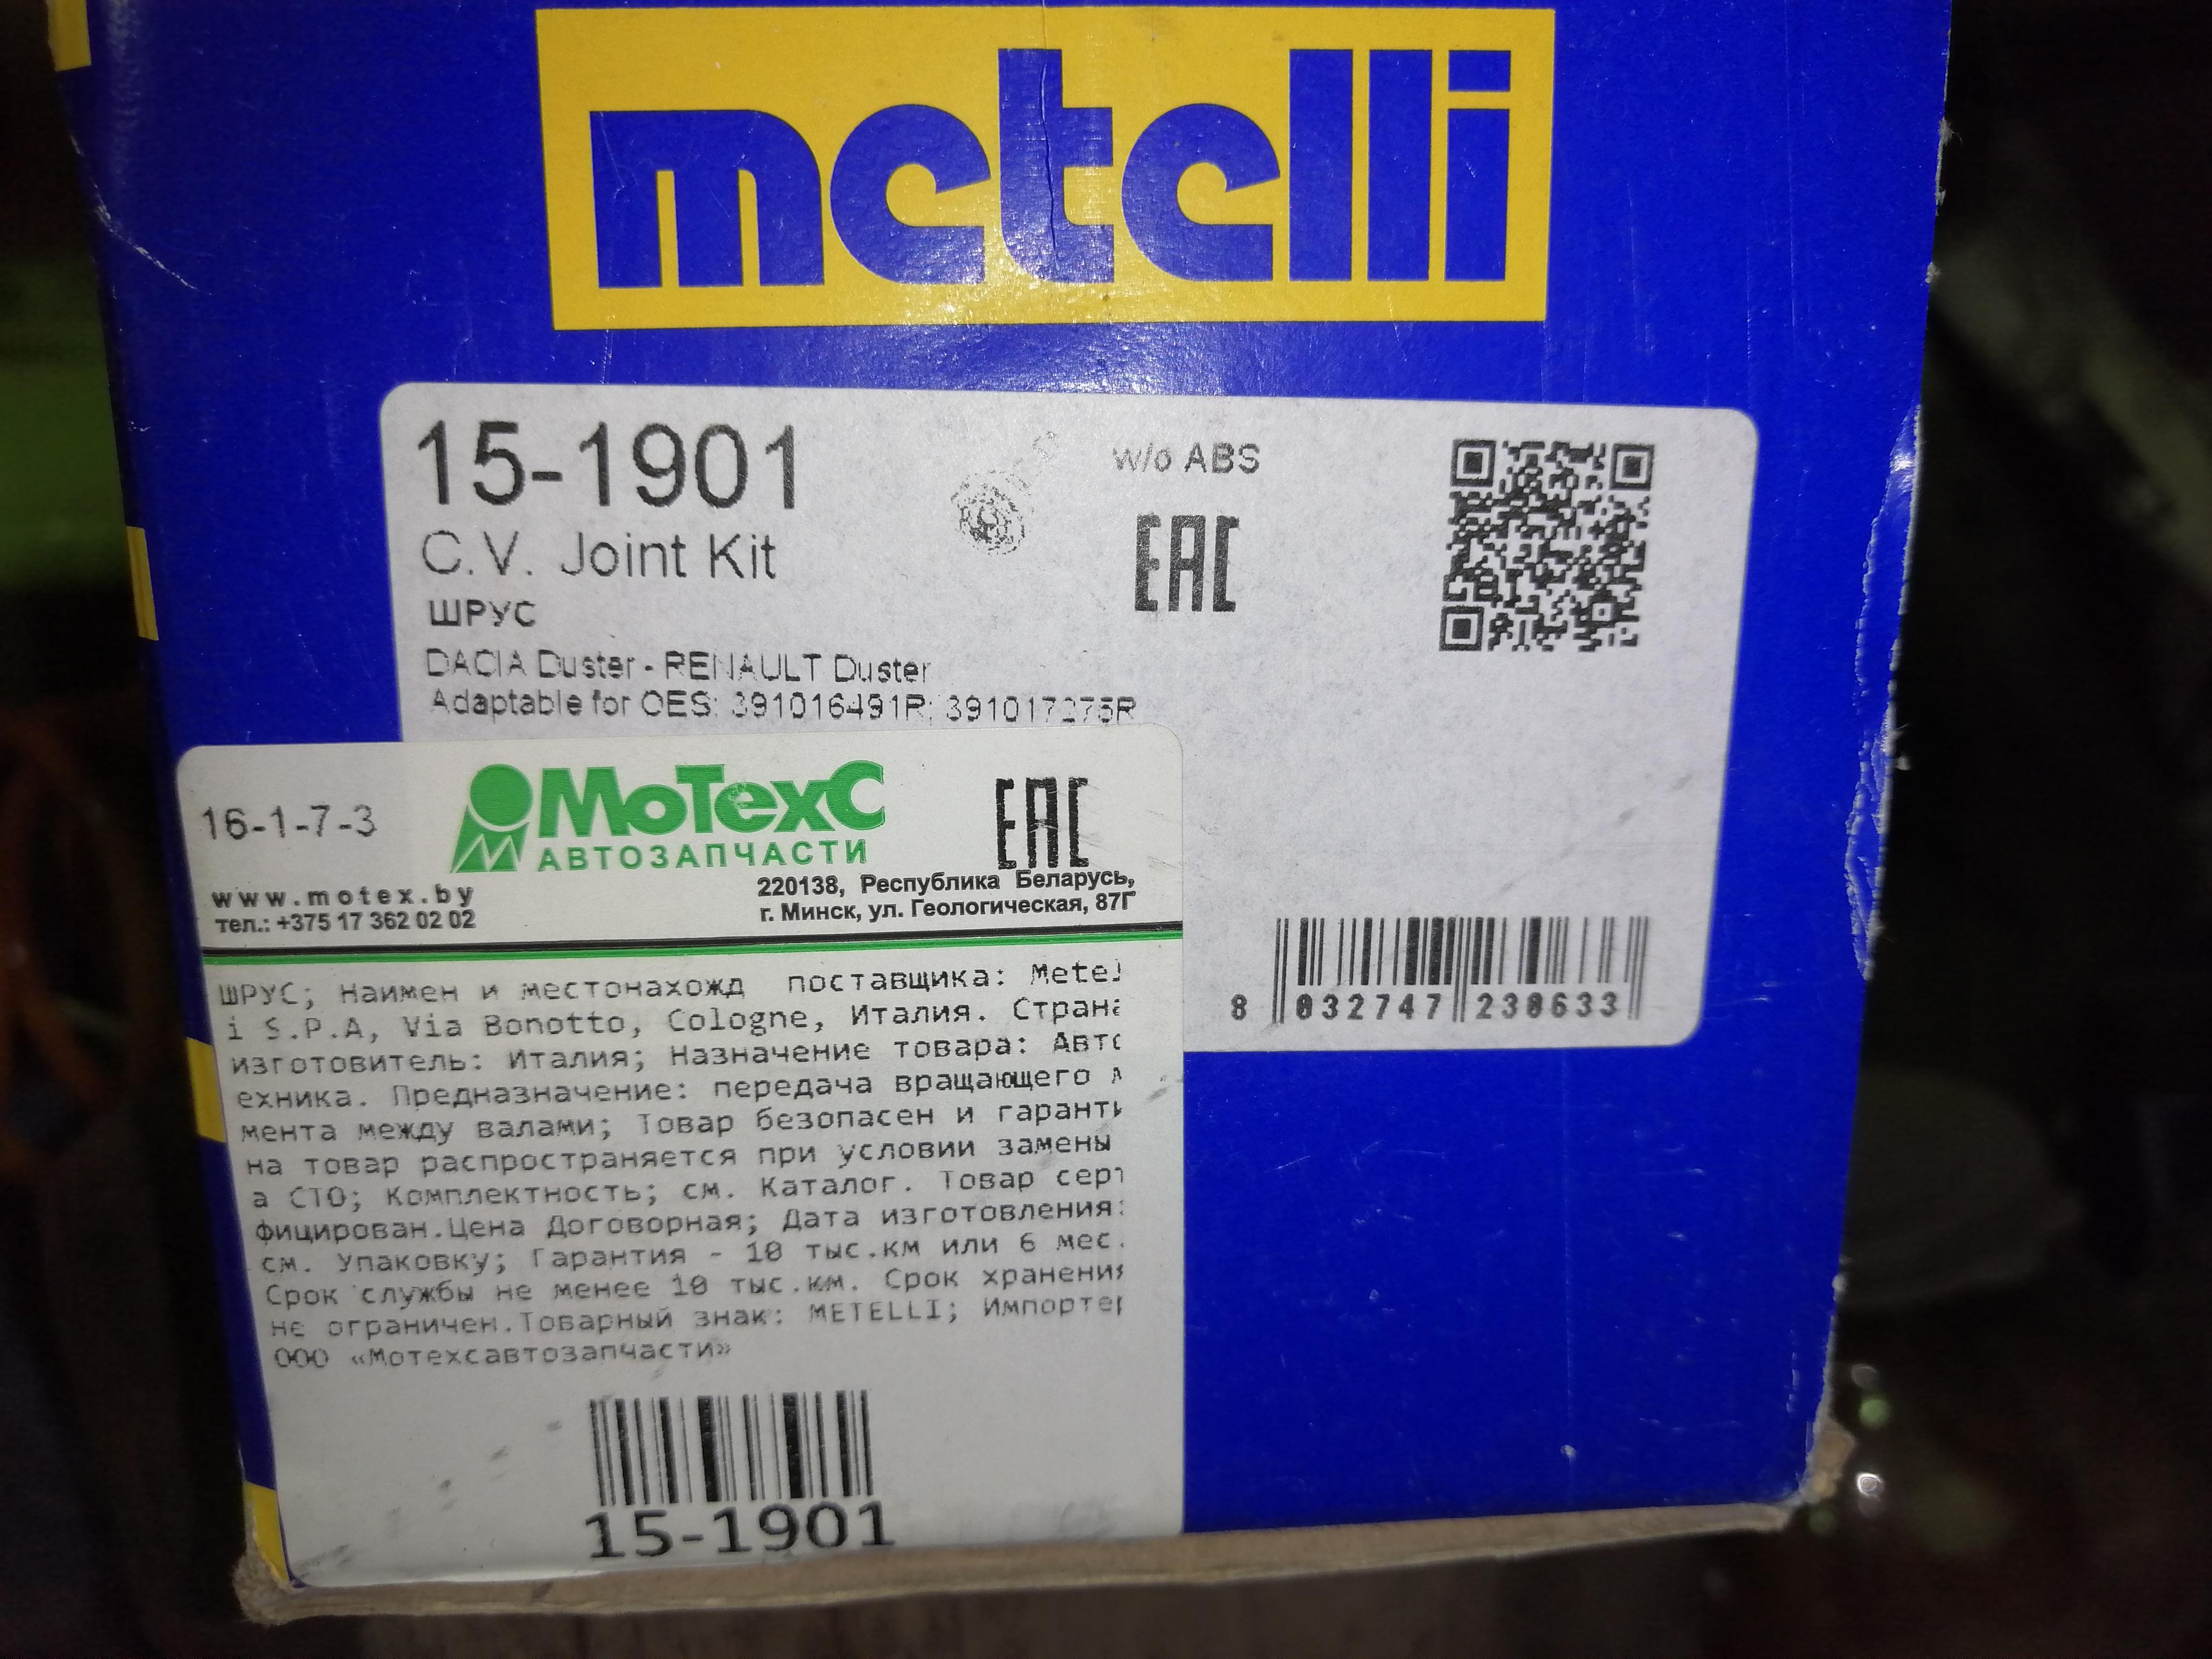 metelli
15-1901
w/o ABS
C.V. Joint Kit
EAC
ШРУС
DACIA Duster - RENAULT Duster
Adaptable for OES: 391016491R; 391017275R
16-1-7-3
МоТехС
АВТОЗАПЧАСТИ
EAC
www.motex.by
тел.: +375 17 362 02 02
220138, Республика Беларусь,
г. Минск, ул. Геологическая, 87Г
8 032747 230633
ШРУС; Наимен и местонахожд поставщика: Metel
i S.P.A, Via Bonotto, Cologne, Италия. Страна
изготовитель: Италия; Назначение товара: Авто
ехника. Предназначение: передача вращающего м
мента между валами; Товар безопасен и гаранти
на товар распространяется при условии замены
а СТО; Комплектность; см. Каталог. Товар серт
фицирован.Цена Договорная; Дата изготовления:
см. Упаковку; Гарантия - 10 тыс.км или 6 мес.
Срок службы не менее 10 тыс.км. Срок хранения
не ограничен.Товарный знак: METELLI; Импортер
ООО «Мотехсавтозапчасти»
15-1901